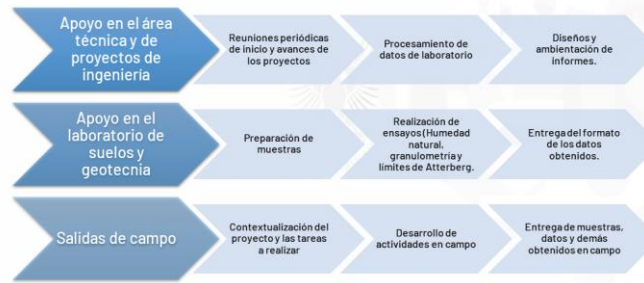 Apoyo en el área
técnica y de
proyectos de
ingeniería
Reuniones periódicas
de inicio y avances de
los proyectos
Procesamiento de
datos de laboratorio
Diseños y
ambientación de
informes.
Apoyo en el
laboratorio de
suelos y
geotecnia
Preparación de
muestras
Realización de
ensayos (Humedad
natural,
granulometría y
límites de Atterberg.
Entrega del formato
de los datos
obtenidos.
Salidas de campo
Contextualización del
proyecto y las tareas
a realizar
Desarrollo de
actividades en campo
Entrega de muestras,
datos y demás
obtenidos en campo